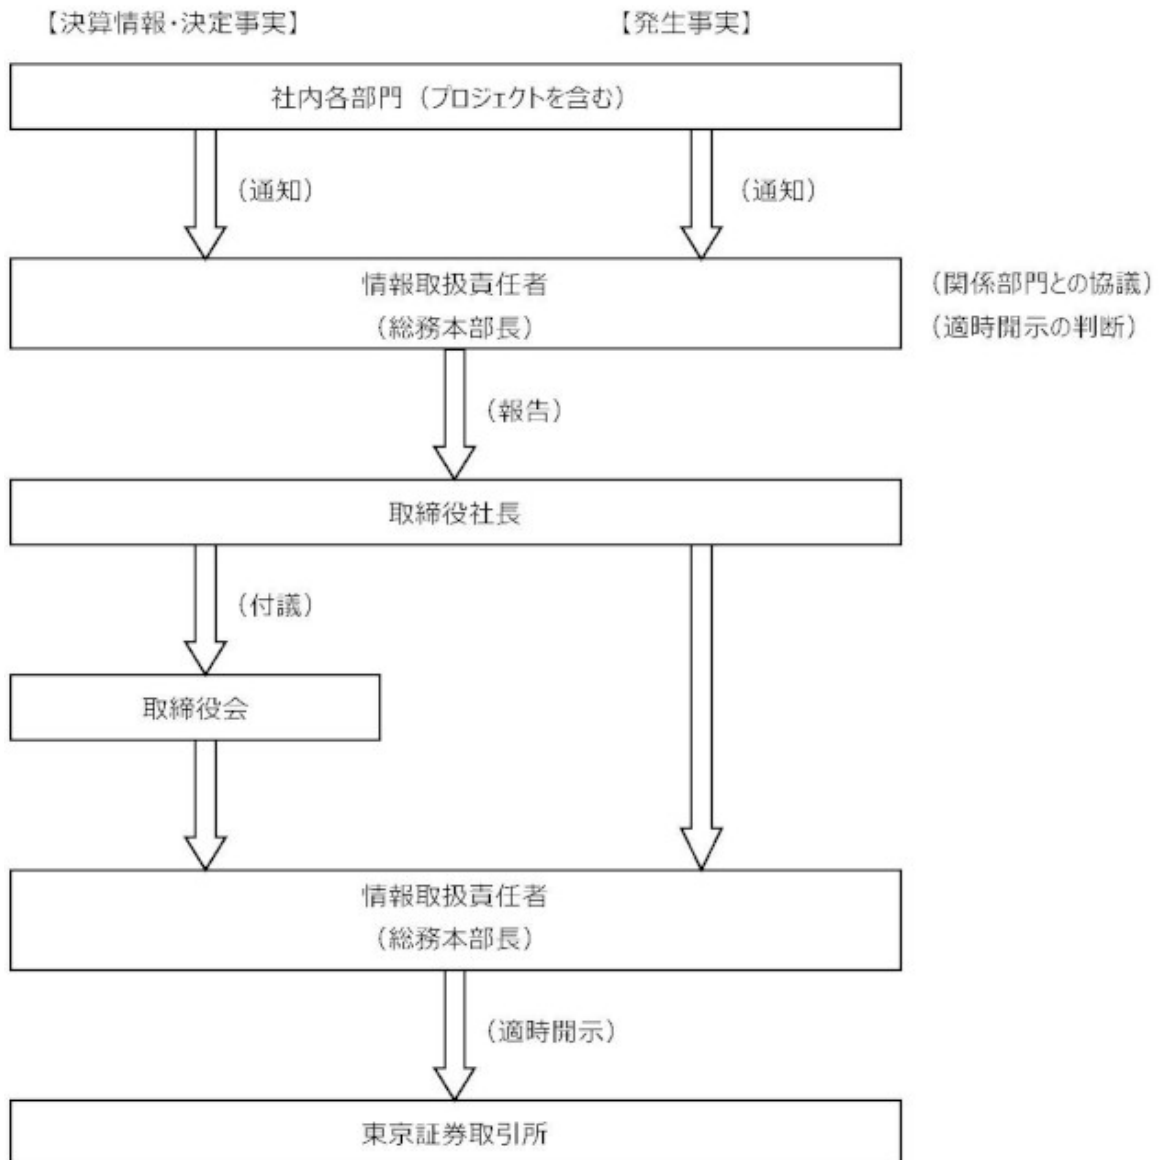 【決算情報・決定事実】
【発生事実】
社内各部門（プロジェクトを含む）
（通知）
（通知）
情報取扱責任者
（総務本部長）
（関係部門との協議）
（適時開示の判断）
（報告）
取締役社長
（付議）
取締役会
情報取扱責任者
（総務本部長）
（適時開示）
東京証券取引所